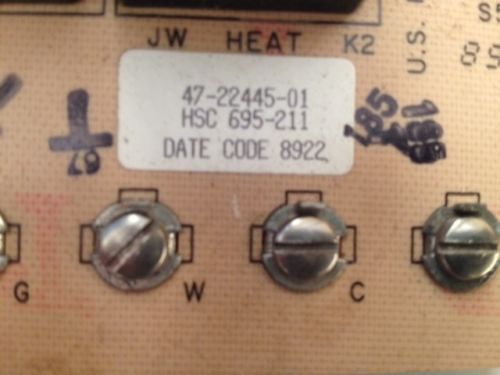 JW HEAT K2
U.S.
47-22445-01
HSC 695-211
DATE CODE 8922
G W C